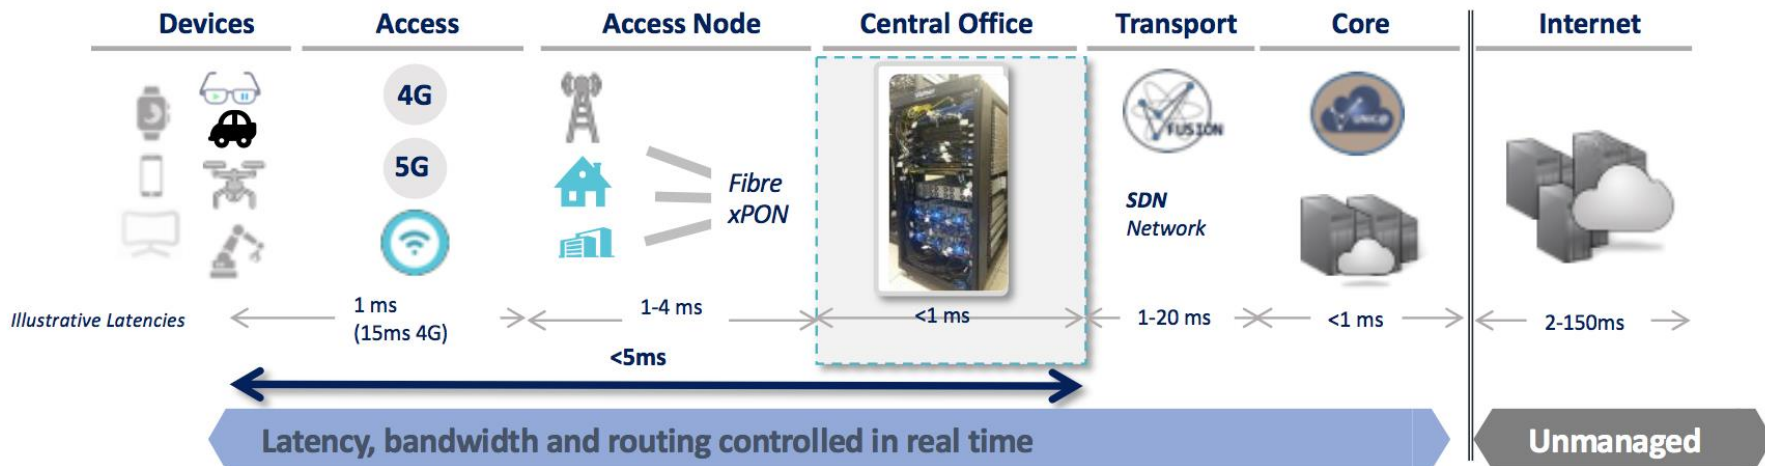 Devices
Access
Access Node
Central Office
Transport
Core
Internet
4G
5G
Fibre
xPON
FUSION
SDN
Network
UNIC@
Illustrative Latencies
1 ms
(15ms 4G)
1-4 ms
<1 ms
1-20 ms
<1 ms
2-150ms
<5ms
Latency, bandwidth and routing controlled in real time
Unmanaged